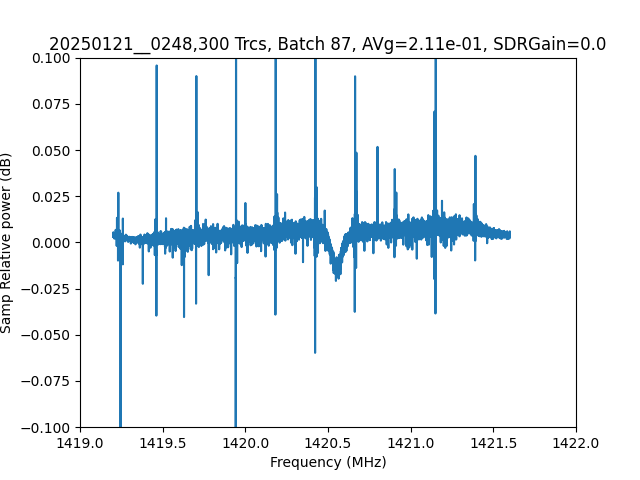 20250121__0248,300 Trcs, Batch 87, AVg=2.11e-01, SDRGain=0.0
Samp Relative power (dB)
0.100
0.075
0.050
0.025
0.000
−0.025
−0.050
−0.075
−0.100
1419.0 1419.5 1420.0 1420.5 1421.0 1421.5 1422.0
Frequency (MHz)